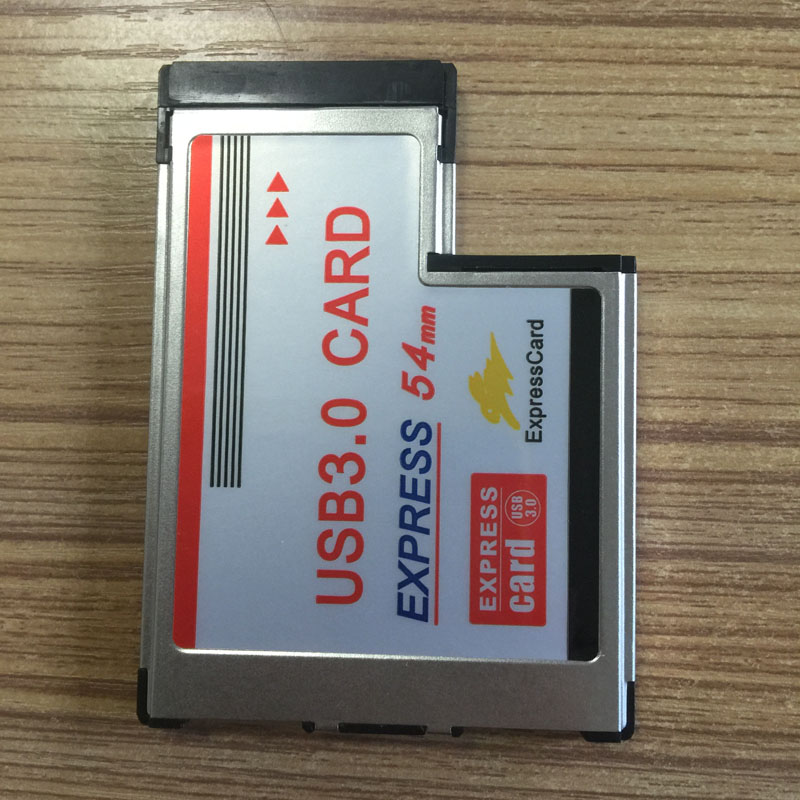 USB3.0 CARD
EXPRESS 54mm
EXPRESS
card
USB
3.0
ExpressCard